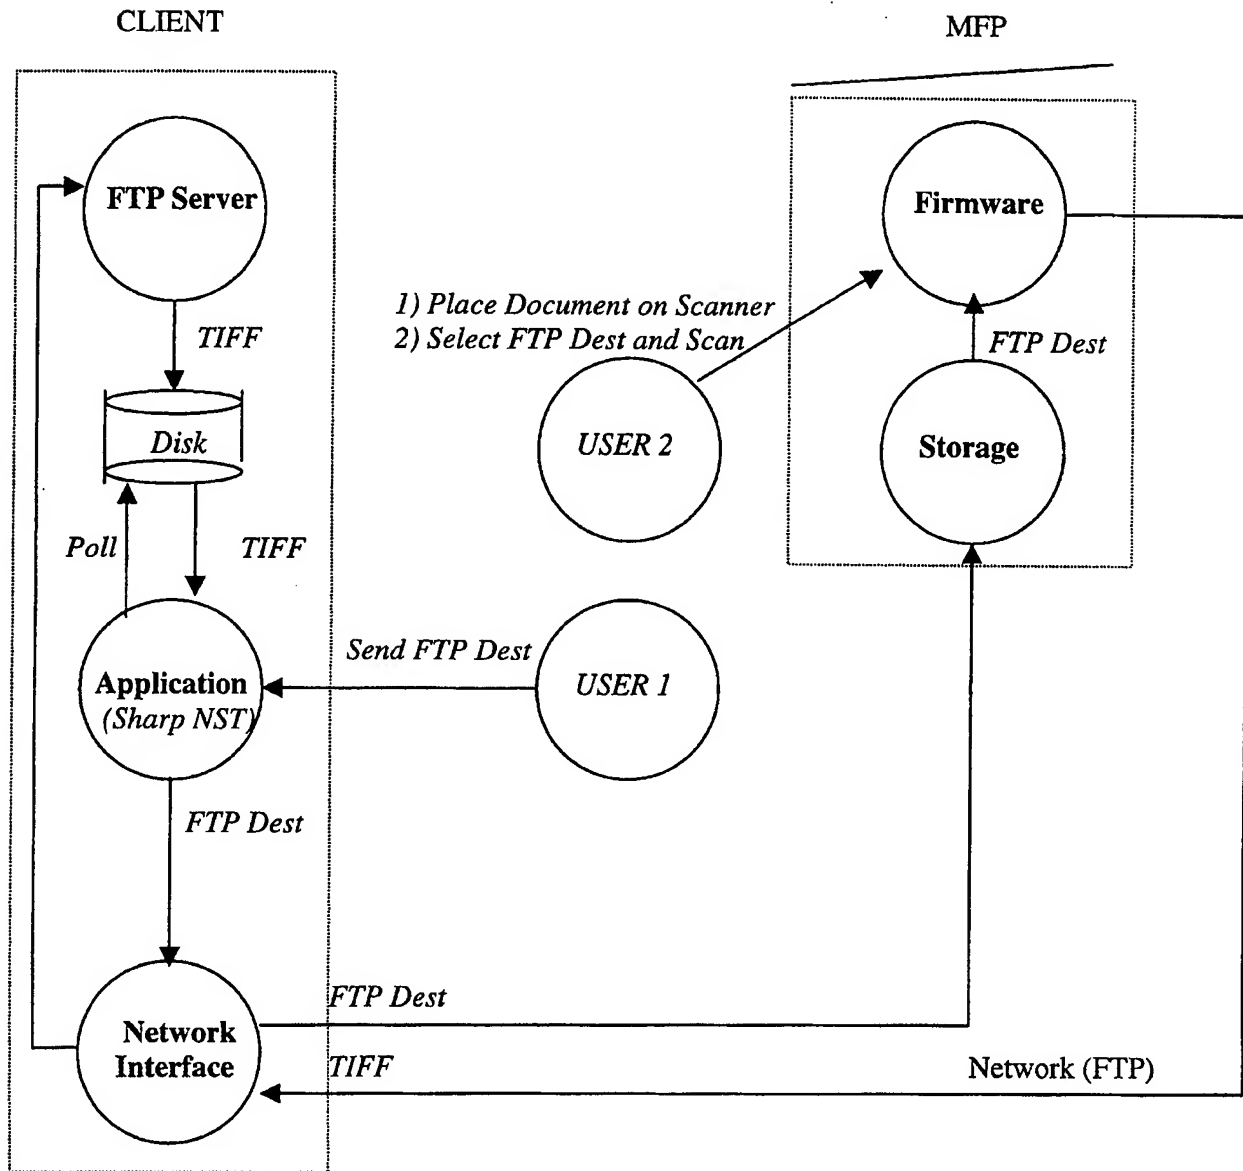 CLIENT
MFP
FTP Server
Firmware
1) Place Document on Scanner
2) Select FTP Dest and Scan
TIFF
FTP Dest
Disk
USER 2
Storage
Poll
TIFF
Send FTP Dest
Application
(Sharp NST)
USER 1
FTP Dest
FTP Dest
Network
Interface
TIFF
Network (FTP)